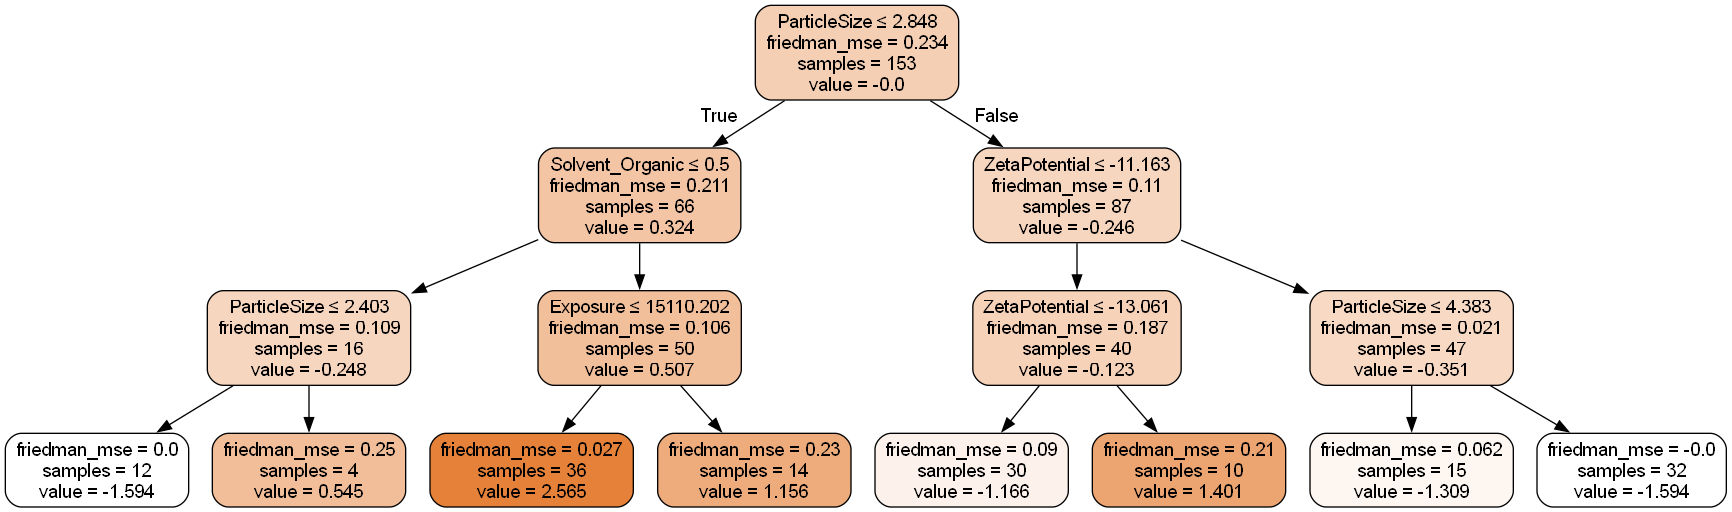 ParticleSize ≤ 2.848
friedman_mse = 0.234
samples = 153
value = -0.0
True
False
Solvent_Organic ≤ 0.5
friedman_mse = 0.211
samples = 66
value = 0.324
ZetaPotential ≤ -11.163
friedman_mse = 0.11
samples = 87
value = -0.246
ParticleSize ≤ 2.403
friedman_mse = 0.109
samples = 16
value = -0.248
Exposure ≤ 15110.202
friedman_mse = 0.106
samples = 50
value = 0.507
ZetaPotential ≤ -13.061
friedman_mse = 0.187
samples = 40
value = -0.123
ParticleSize ≤ 4.383
friedman_mse = 0.021
samples = 47
value = -0.351
friedman_mse = 0.0
samples = 12
value = -1.594
friedman_mse = 0.25
samples = 4
value = 0.545
friedman_mse = 0.027
samples = 36
value = 2.565
friedman_mse = 0.23
samples = 14
value = 1.156
friedman_mse = 0.09
samples = 30
value = -1.166
friedman_mse = 0.21
samples = 10
value = 1.401
friedman_mse = 0.062
samples = 15
value = -1.309
friedman_mse = -0.0
samples = 32
value = -1.594